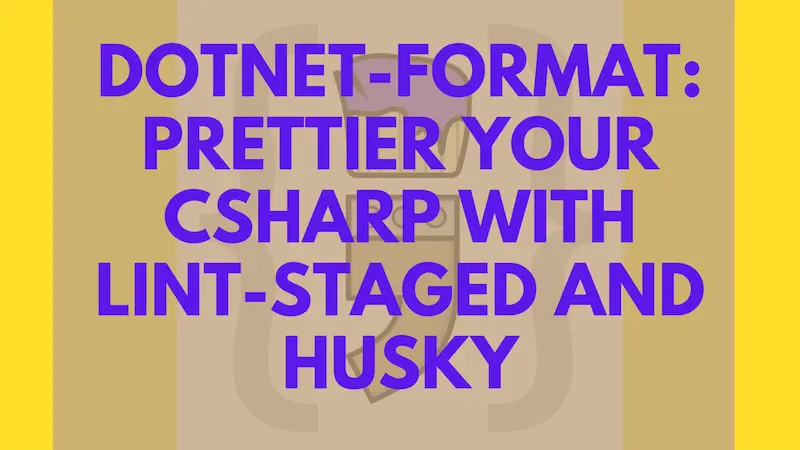 DOTNET-FORMAT:
PRETTIER YOUR
CSHARP WITH
LINT-STAGED AND
HUSKY